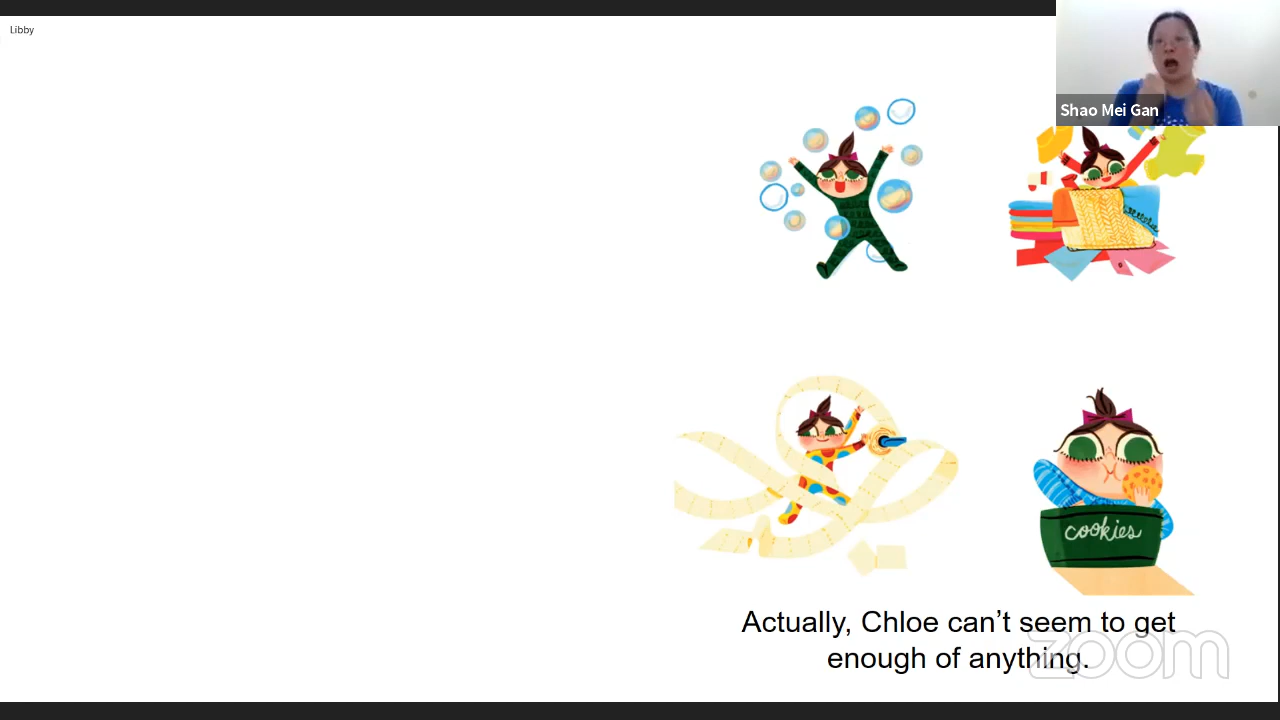 Libby
Shao Mei Gan
cookies
Actually, Chloe can’t seem to get
enough of anything.
zoom